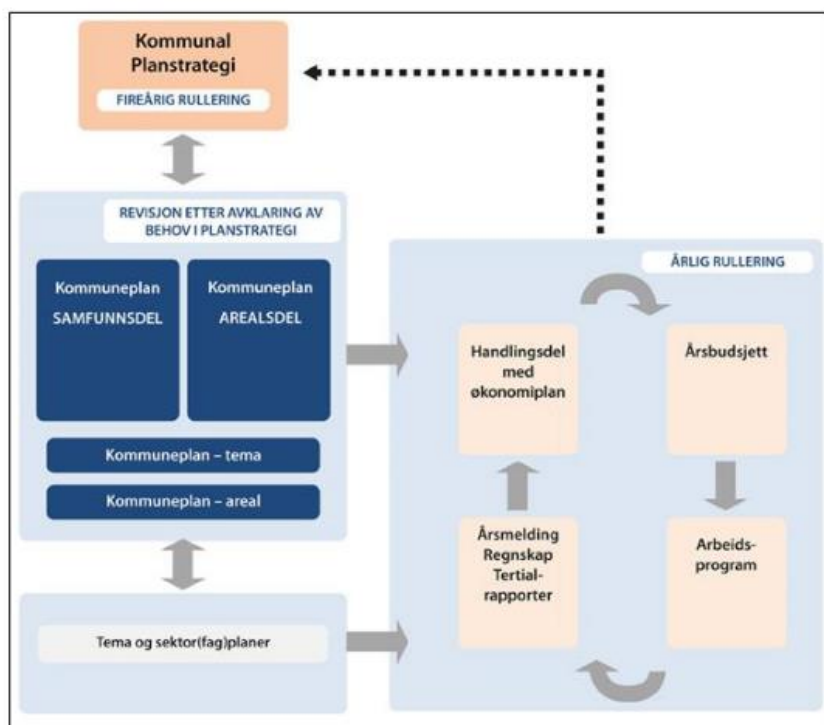 Kommunal
Planstrategi
FIREÅRIG RULLERING
REVISJON ETTER AVKLARING AV
BEHOV I PLANSTRATEGI
Kommuneplan
SAMFUNNSDEL
Kommuneplan
AREALSDEL
Kommuneplan – tema
Kommuneplan – areal
Tema og sektor(fag)planer
ÅRLIG RULLERING
Handlingsdel
med
økonomiplan
Årsbudsjett
Årsmelding
Regnskap
Tertial-
rapporter
Arbeids-
program